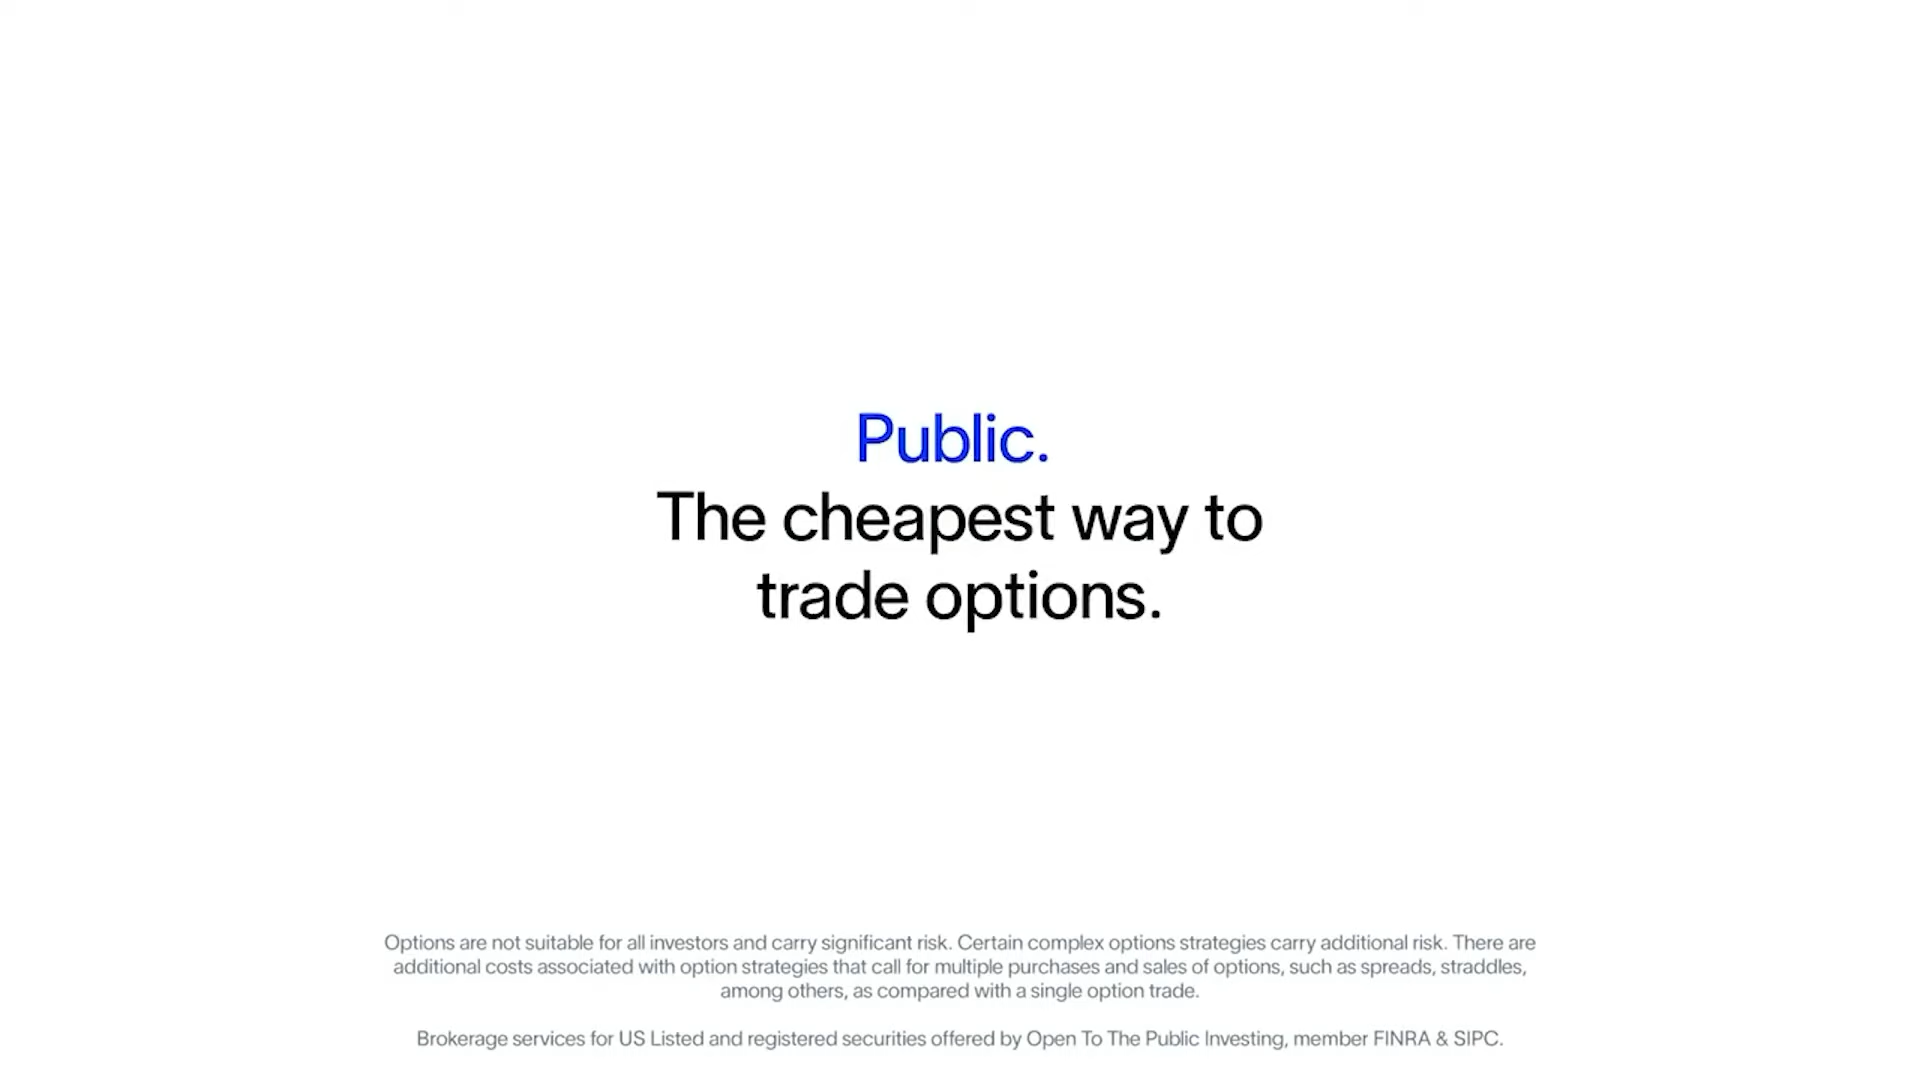 Public.
The cheapest way to
trade options.
Options are not suitable for all investors and carry significant risk. Certain complex options strategies carry additional risk. There are
additional costs associated with option strategies that call for multiple purchases and sales of options, such as spreads, straddles,
among others, as compared with a single option trade.
Brokerage services for US Listed and registered securities offered by Open To The Public Investing, member FINRA & SIPC.